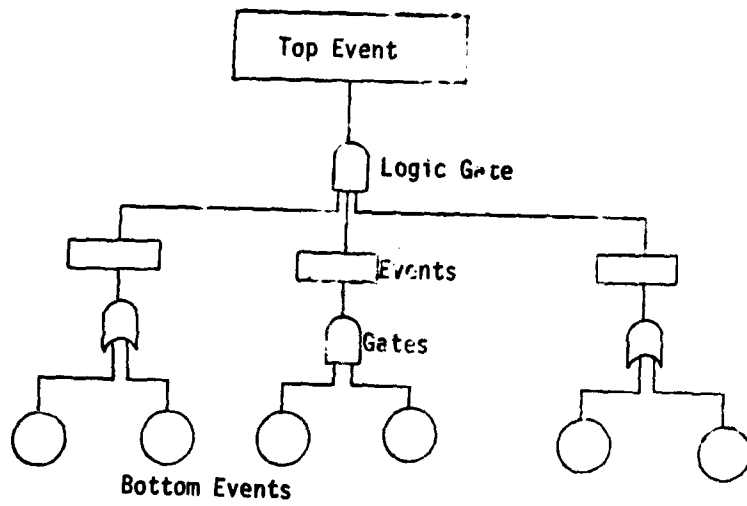 Top Event
Logic Gate
Events
Gates
Bottom Events